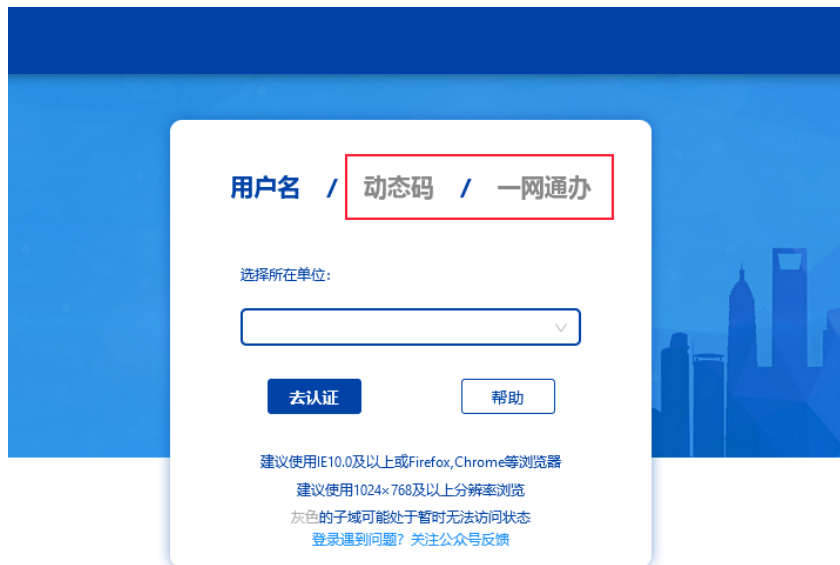 用户名 / 动态码 / 一网通办
选择所在单位:
去认证 帮助
建议使用IE10.0及以上或Firefox,Chrome等浏览器
建议使用1024×768及以上分辨率浏览
灰色的子域可能处于暂时无法访问状态
登录遇到问题? 关注公众号反馈